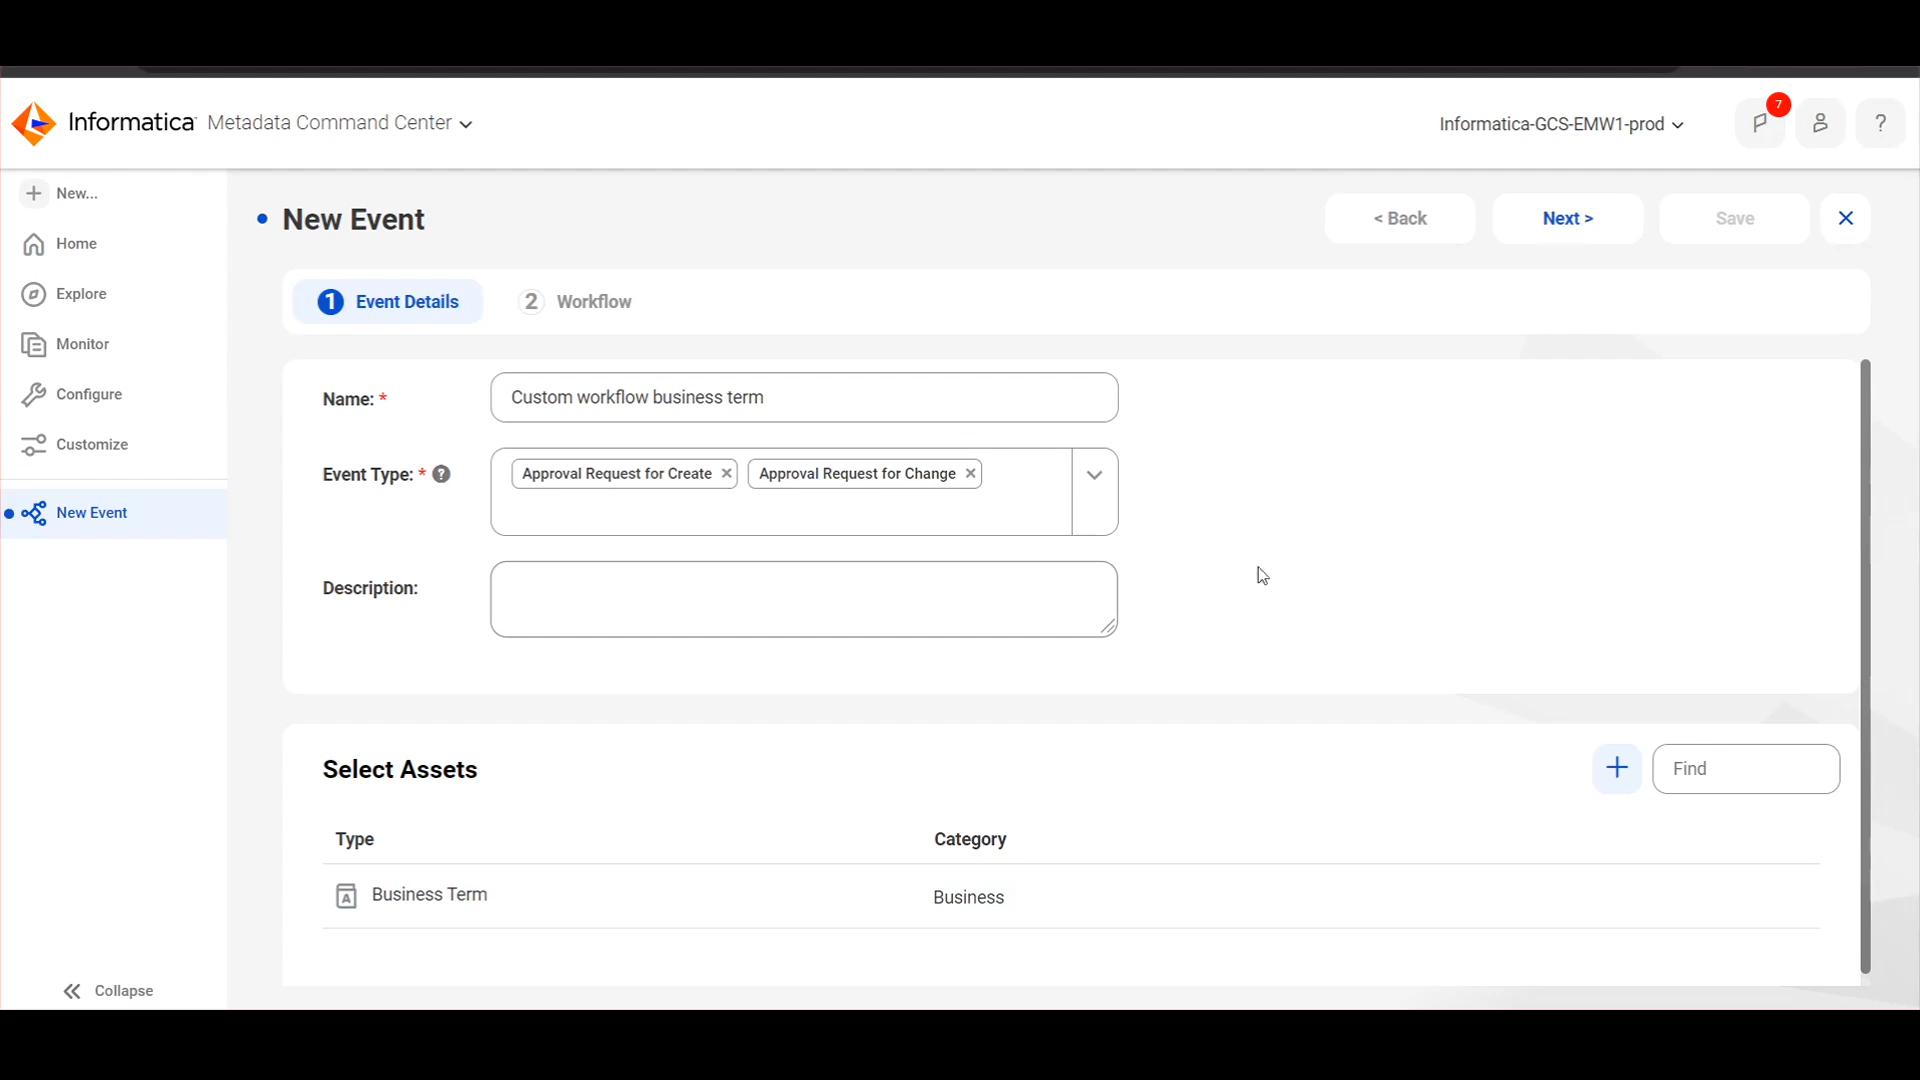 Informatica Metadata Command Center
Informatica-GCS-EMW1-prod
7
?
New...
Home
Explore
Monitor
Configure
Customize
New Event
Collapse
New Event
< Back
Next >
Save
1 Event Details
2 Workflow
Name: *
Custom workflow business term
Event Type: * ?
Approval Request for Create
Approval Request for Change
Description:
Select Assets
Find
Type Category
Business Term Business